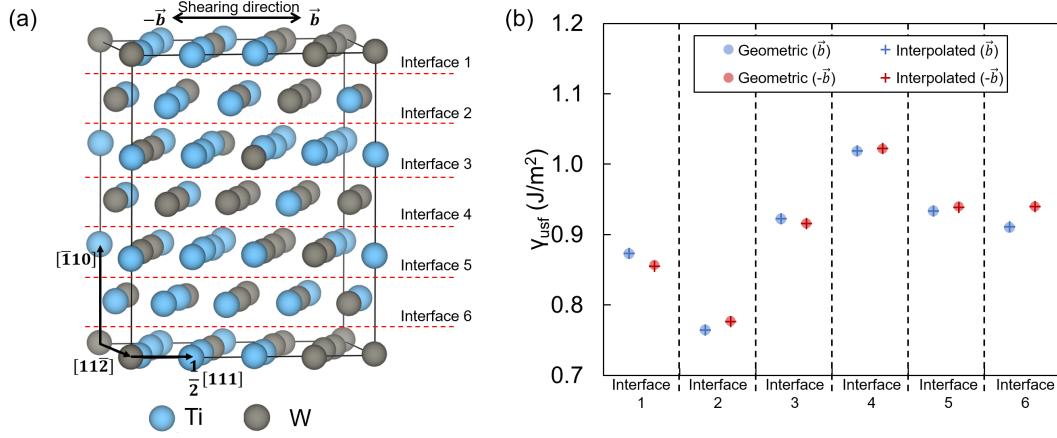 (a)
Shearing direction
-b⃗ b⃗
Interface 1
Interface 2
Interface 3
Interface 4
Interface 5
Interface 6
[1̅10]
[112̅]
1/2 [111]
Ti W
(b)
γusf (J/m²)
1.2
1.1
1.0
0.9
0.8
0.7
Geometric (b⃗) Interpolated (b⃗)
Geometric (-b⃗) Interpolated (-b⃗)
Interface Interface Interface Interface Interface Interface
1 2 3 4 5 6